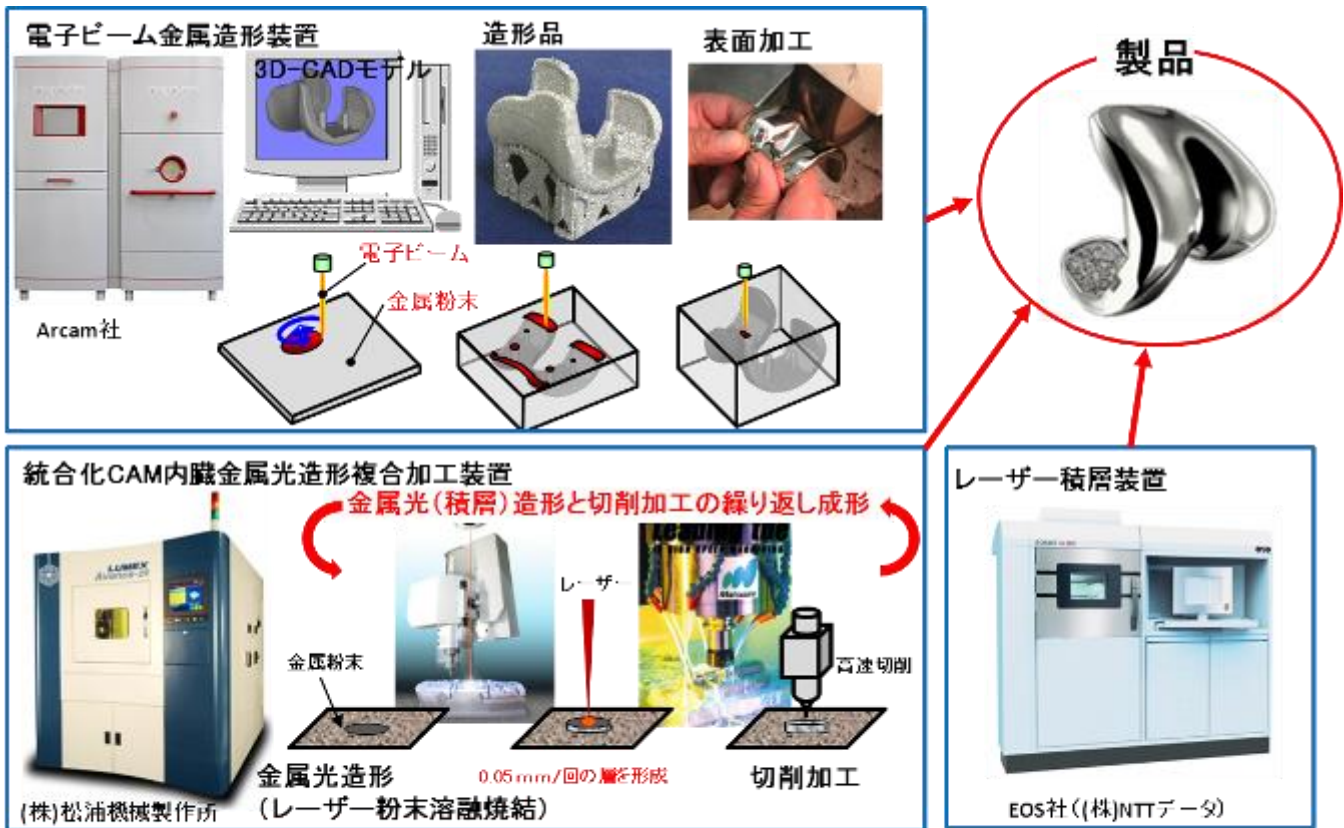 電子ビーム金属造形装置
3D-CADモデル
造形品
表面加工
製品
電子ビーム
金属粉末
Arcam社
統合化CAM内臓金属光造形複合加工装置
金属光(積層)造形と切削加工の繰り返し成形
LUMEX
Avance-25
レーザー
金属粉末
高速切削
金属光造形
(レーザー粉末溶融焼結)
0.05mm/回の層を形成
切削加工
(株)松浦機械製作所
レーザー積層装置
EOS社((株)NTTデータ)